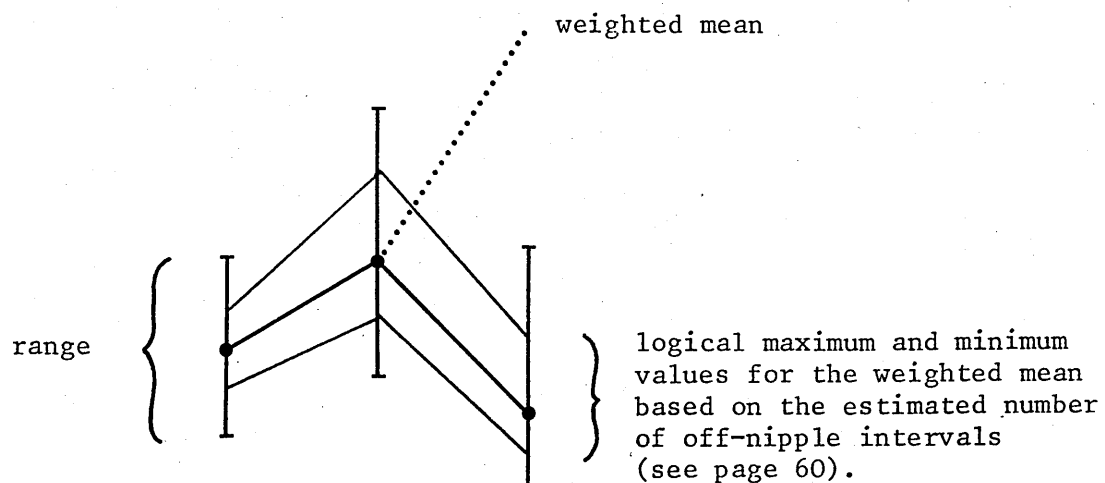 weighted mean
range
logical maximum and minimum
values for the weighted mean
based on the estimated number
of off-nipple intervals
(see page 60).